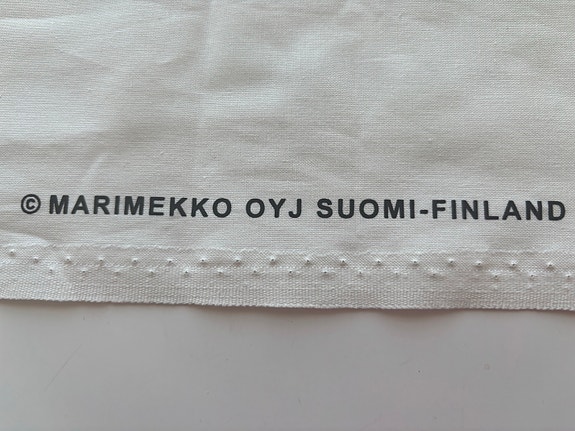 © MARIMEKKO OYJ SUOMI-FINLAND